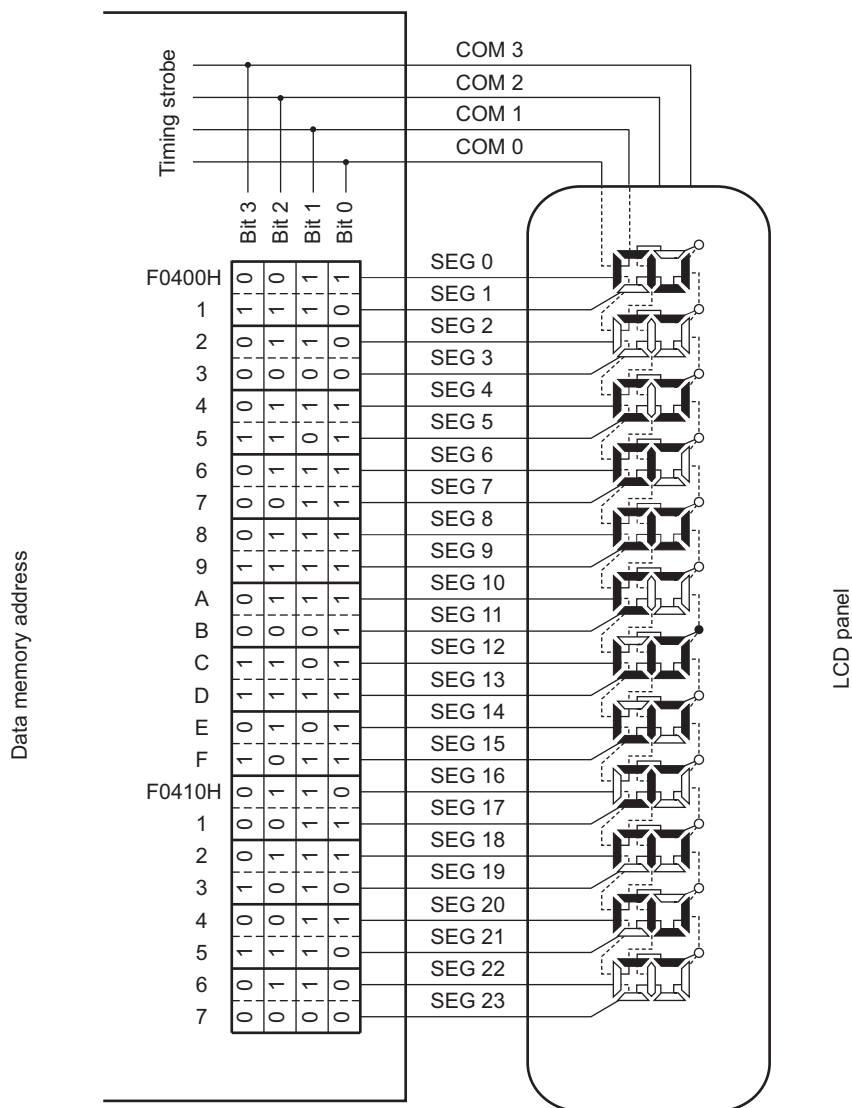 COM 3
COM 2
COM 1
COM 0
Timing strobe
Bit 3
Bit 2
Bit 1
Bit 0
F0400H 0 0 1 1 SEG 0
1 1 1 1 0 SEG 1
2 0 1 1 0 SEG 2
3 0 0 0 0 SEG 3
4 0 1 1 1 SEG 4
5 1 1 0 1 SEG 5
6 0 1 1 1 SEG 6
7 0 0 1 1 SEG 7
8 0 1 1 1 SEG 8
9 1 1 1 1 SEG 9
A 0 1 1 1 SEG 10
B 0 0 0 1 SEG 11
C 1 1 0 1 SEG 12
D 1 1 1 1 SEG 13
E 0 1 0 1 SEG 14
F 1 0 1 1 SEG 15
F0410H 0 1 1 0 SEG 16
1 0 0 1 1 SEG 17
2 0 1 1 1 SEG 18
3 1 0 1 0 SEG 19
4 0 0 1 1 SEG 20
5 1 1 1 0 SEG 21
6 0 1 1 0 SEG 22
7 0 0 0 0 SEG 23
Data memory address
LCD panel